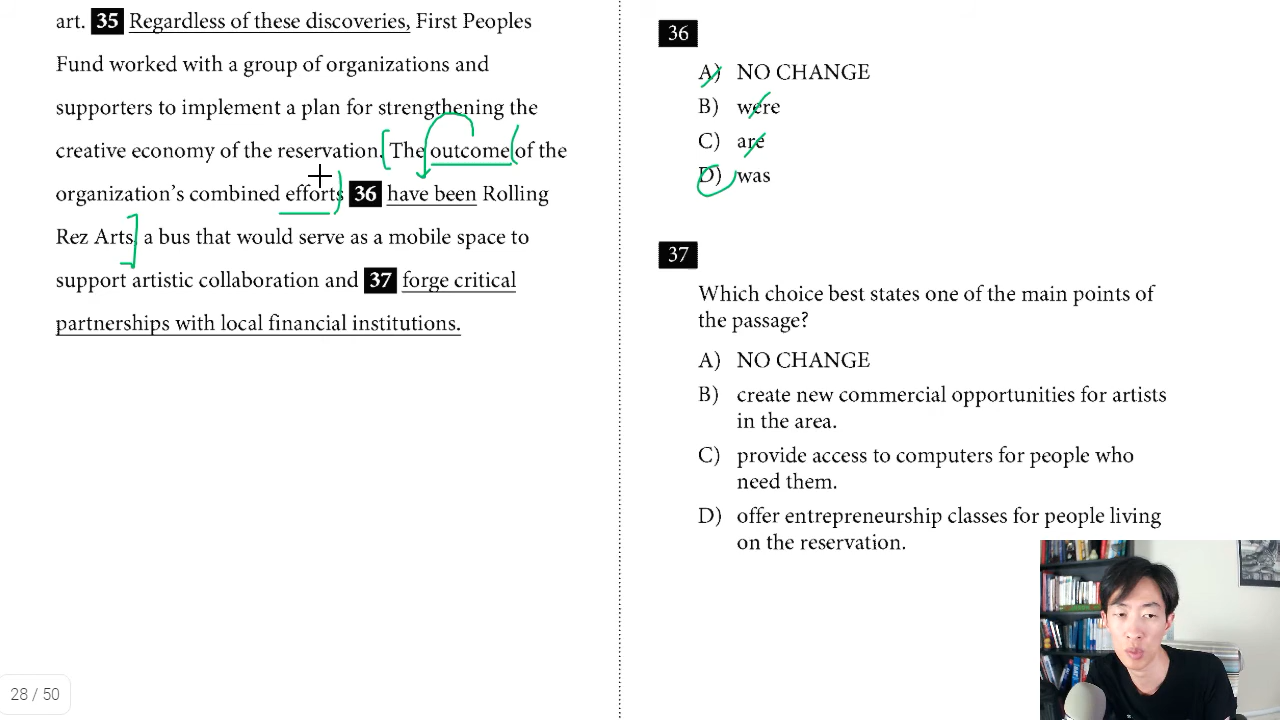 art. 35 Regardless of these discoveries, First Peoples
Fund worked with a group of organizations and
supporters to implement a plan for strengthening the
creative economy of the reservation. The outcome of the
organization's combined efforts 36 have been Rolling
Rez Arts, a bus that would serve as a mobile space to
support artistic collaboration and 37 forge critical
partnerships with local financial institutions.
36
A) NO CHANGE
B) were
C) are
D) was
37
Which choice best states one of the main points of
the passage?
A) NO CHANGE
B) create new commercial opportunities for artists
in the area.
C) provide access to computers for people who
need them.
D) offer entrepreneurship classes for people living
on the reservation.
28 / 50